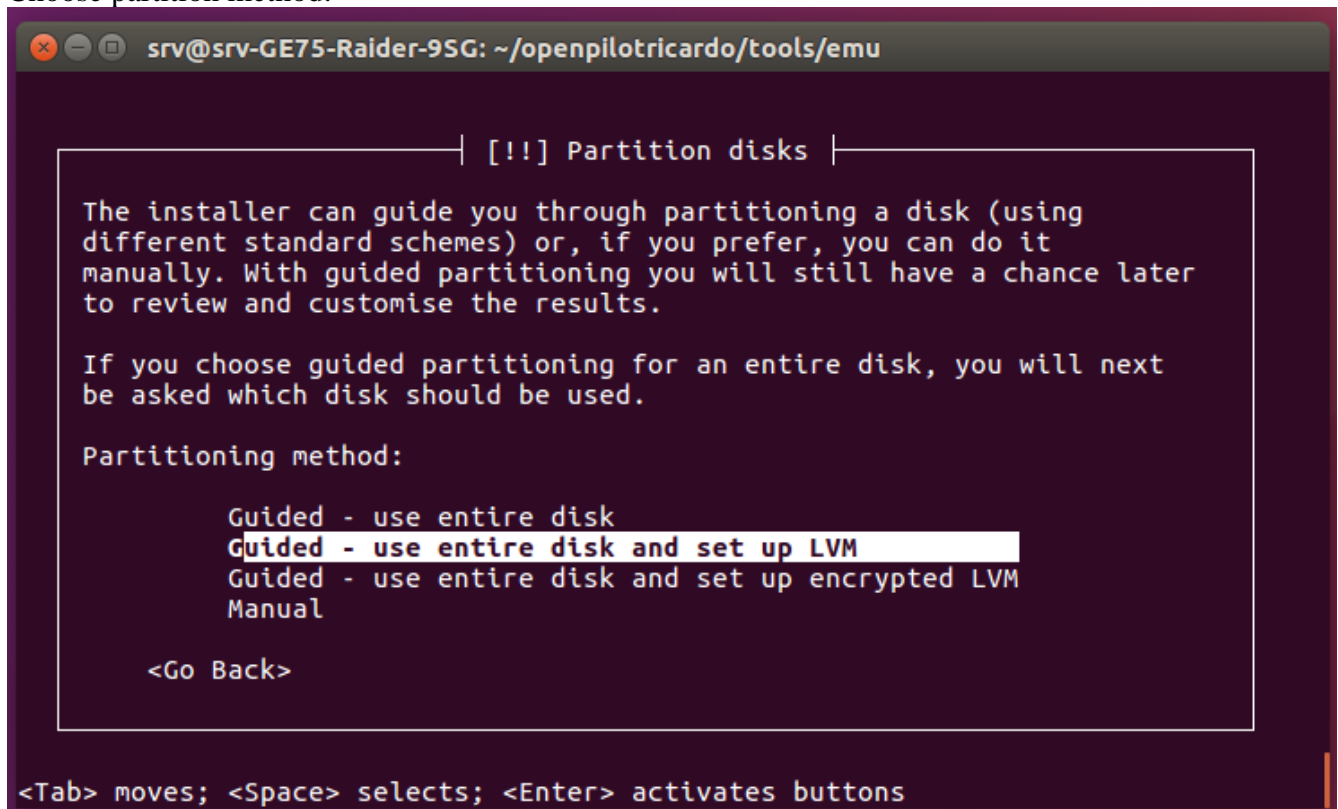 srv@srv-GE75-Raider-9SG: ~/openpilotricardo/tools/emu
[!!] Partition disks
The installer can guide you through partitioning a disk (using
different standard schemes) or, if you prefer, you can do it
manually. With guided partitioning you will still have a chance later
to review and customise the results.
If you choose guided partitioning for an entire disk, you will next
be asked which disk should be used.
Partitioning method:
Guided - use entire disk
Guided - use entire disk and set up LVM
Guided - use entire disk and set up encrypted LVM
Manual
<Go Back>
<Tab> moves; <Space> selects; <Enter> activates buttons